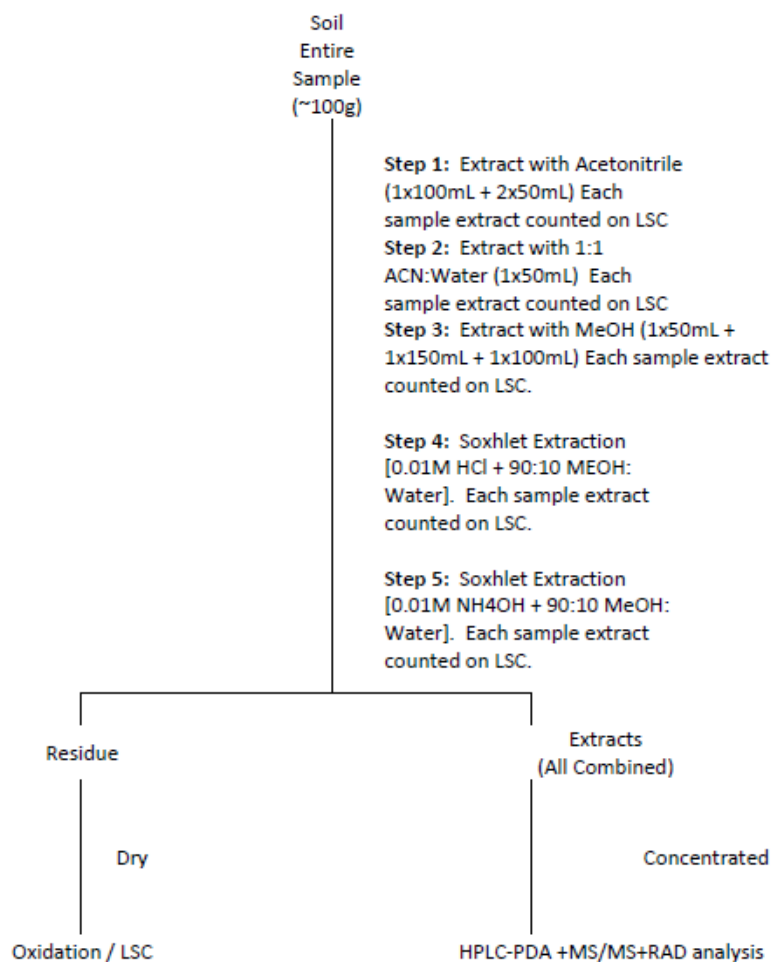 Soil
Entire
Sample
(~100g)
Step 1:  Extract with Acetonitrile
(1x100mL + 2x50mL) Each
sample extract counted on LSC
Step 2:  Extract with 1:1
ACN:Water (1x50mL)  Each
sample extract counted on LSC
Step 3:  Extract with MeOH (1x50mL +
1x150mL + 1x100mL) Each sample extract
counted on LSC.
Step 4:  Soxhlet Extraction
[0.01M HCl + 90:10 MEOH:
Water].  Each sample extract
counted on LSC.
Step 5:  Soxhlet Extraction
[0.01M NH4OH + 90:10 MeOH:
Water].  Each sample extract
counted on LSC.
Residue
Extracts
(All Combined)
Dry
Concentrated
Oxidation / LSC
HPLC-PDA +MS/MS+RAD analysis